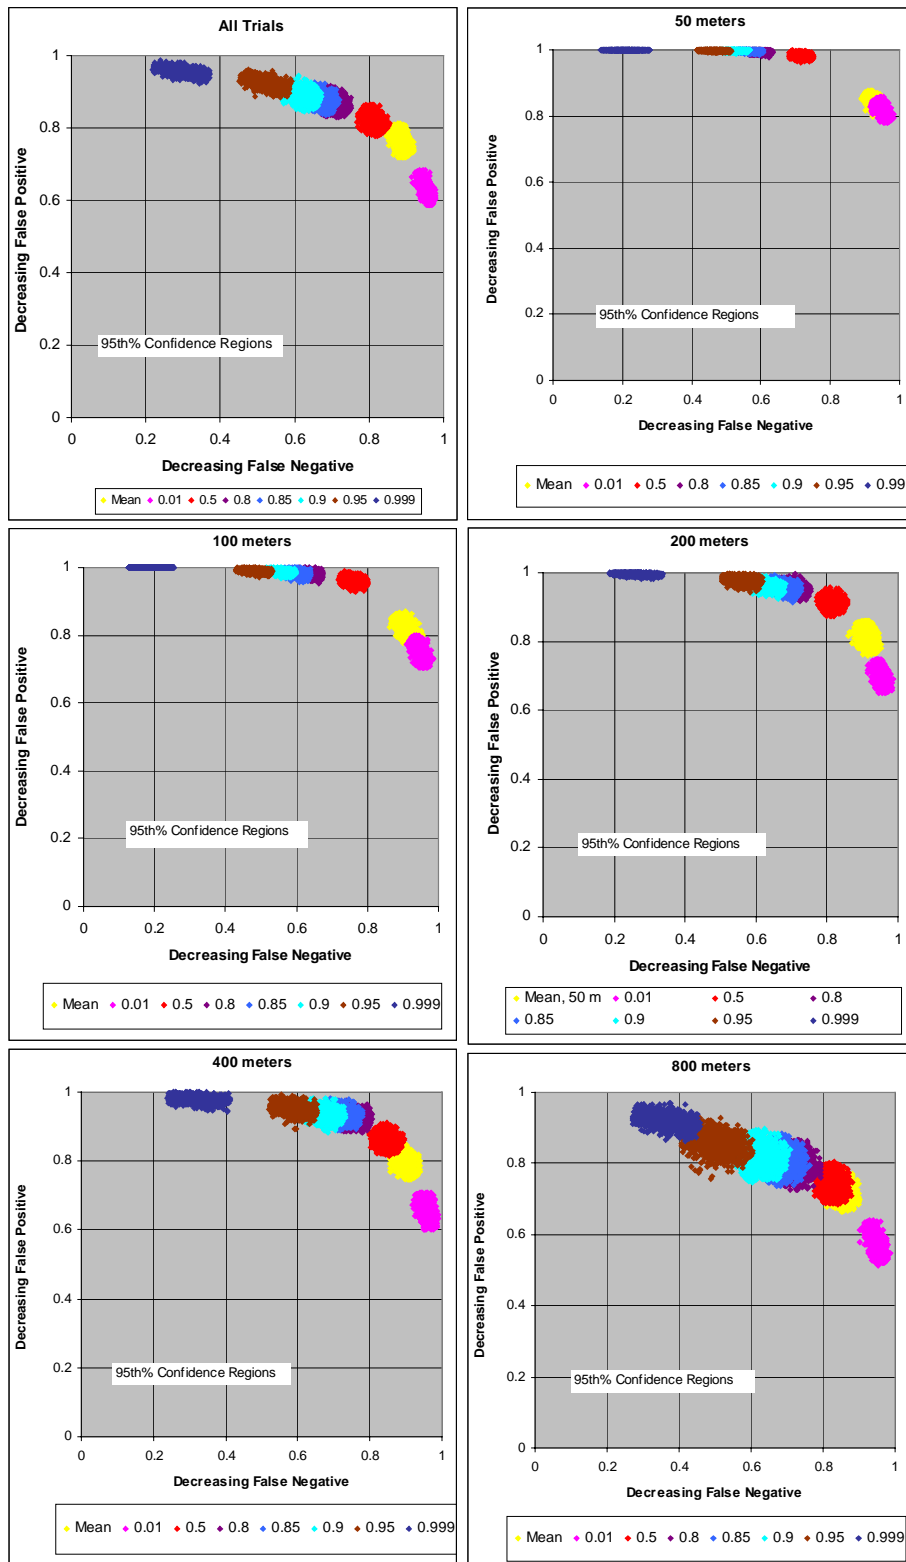 All Trials
1
0.8
0.6
0.4
0.2
0
0 0.2 0.4 0.6 0.8 1
Decreasing False Positive
95th% Confidence Regions
Decreasing False Negative
Mean 0.01 0.5 0.8 0.85 0.9 0.95 0.999
50 meters
1
0.8
0.6
0.4
0.2
0
0 0.2 0.4 0.6 0.8 1
Decreasing False Positive
95th% Confidence Regions
Decreasing False Negative
Mean 0.01 0.5 0.8 0.85 0.9 0.95 0.99
100 meters
1
0.8
0.6
0.4
0.2
0
0 0.2 0.4 0.6 0.8 1
Decreasing False Positive
95th% Confidence Regions
Decreasing False Negative
Mean 0.01 0.5 0.8 0.85 0.9 0.95 0.999
200 meters
1
0.8
0.6
0.4
0.2
0
0 0.2 0.4 0.6 0.8 1
Decreasing False Positive
95th% Confidence Regions
Decreasing False Negative
Mean, 50 m 0.01 0.5 0.8
0.85 0.9 0.95 0.999
400 meters
1
0.8
0.6
0.4
0.2
0
0 0.2 0.4 0.6 0.8 1
Decreasing False Positive
95th% Confidence Regions
Decreasing False Negative
Mean 0.01 0.5 0.8 0.85 0.9 0.95 0.999
800 meters
1
0.8
0.6
0.4
0.2
0
0 0.2 0.4 0.6 0.8 1
Decreasing False Positive
95th% Confidence Regions
Decreasing False Negative
Mean 0.01 0.5 0.8 0.85 0.9 0.95 0.999